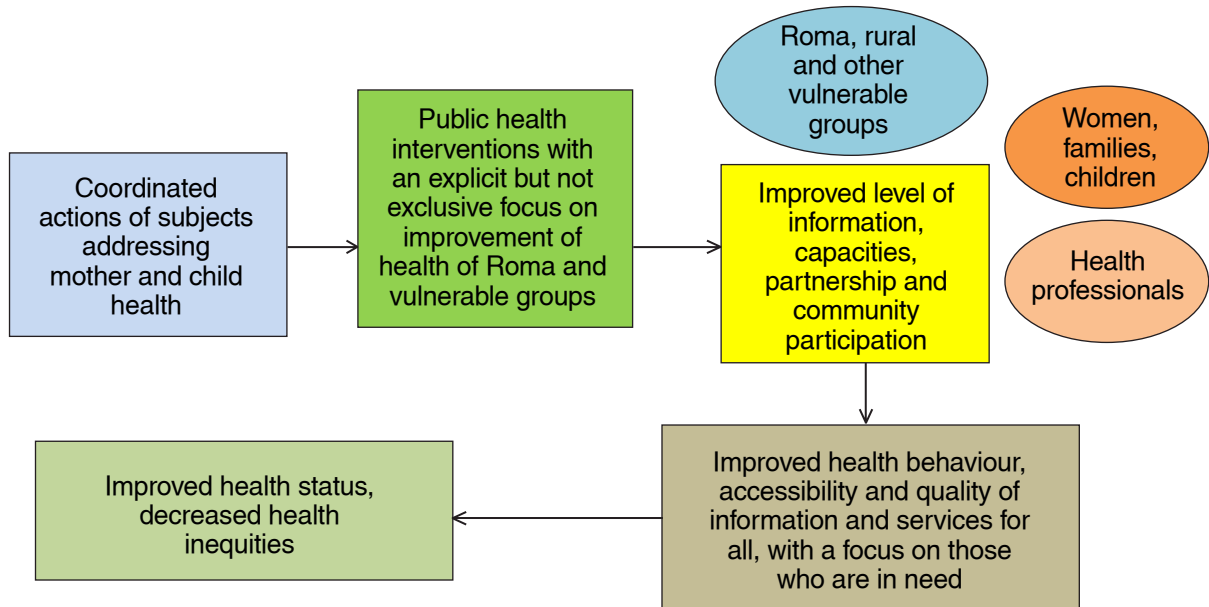 Coordinated
actions of subjects
addressing
mother and child
health
Public health
interventions with
an explicit but not
exclusive focus on
improvement of
health of Roma and
vulnerable groups
Roma, rural
and other
vulnerable
groups
Women,
families,
children
Improved level of
information,
capacities,
partnership and
community
participation
Health
professionals
Improved health behaviour,
accessibility and quality of
information and services for
all, with a focus on those
who are in need
Improved health status,
decreased health
inequities